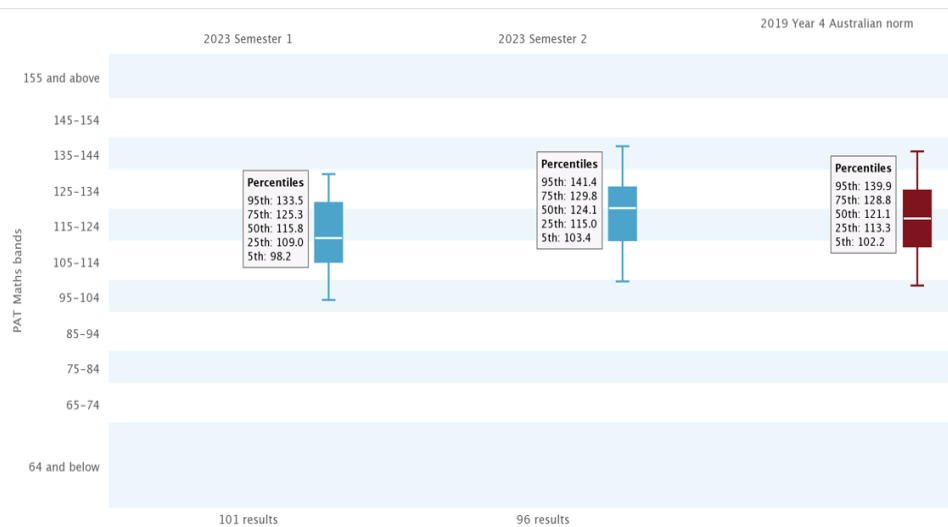 2019 Year 4 Australian norm
2023 Semester 1
2023 Semester 2
155 and above
145-154
135-144
125-134
115-124
105-114
95-104
85-94
75-84
65-74
64 and below
PAT Maths bands
Percentiles
95th: 133.5
75th: 125.3
50th: 115.8
25th: 109.0
5th: 98.2
Percentiles
95th: 141.4
75th: 129.8
50th: 124.1
25th: 115.0
5th: 103.4
Percentiles
95th: 139.9
75th: 128.8
50th: 121.1
25th: 113.3
5th: 102.2
101 results
96 results